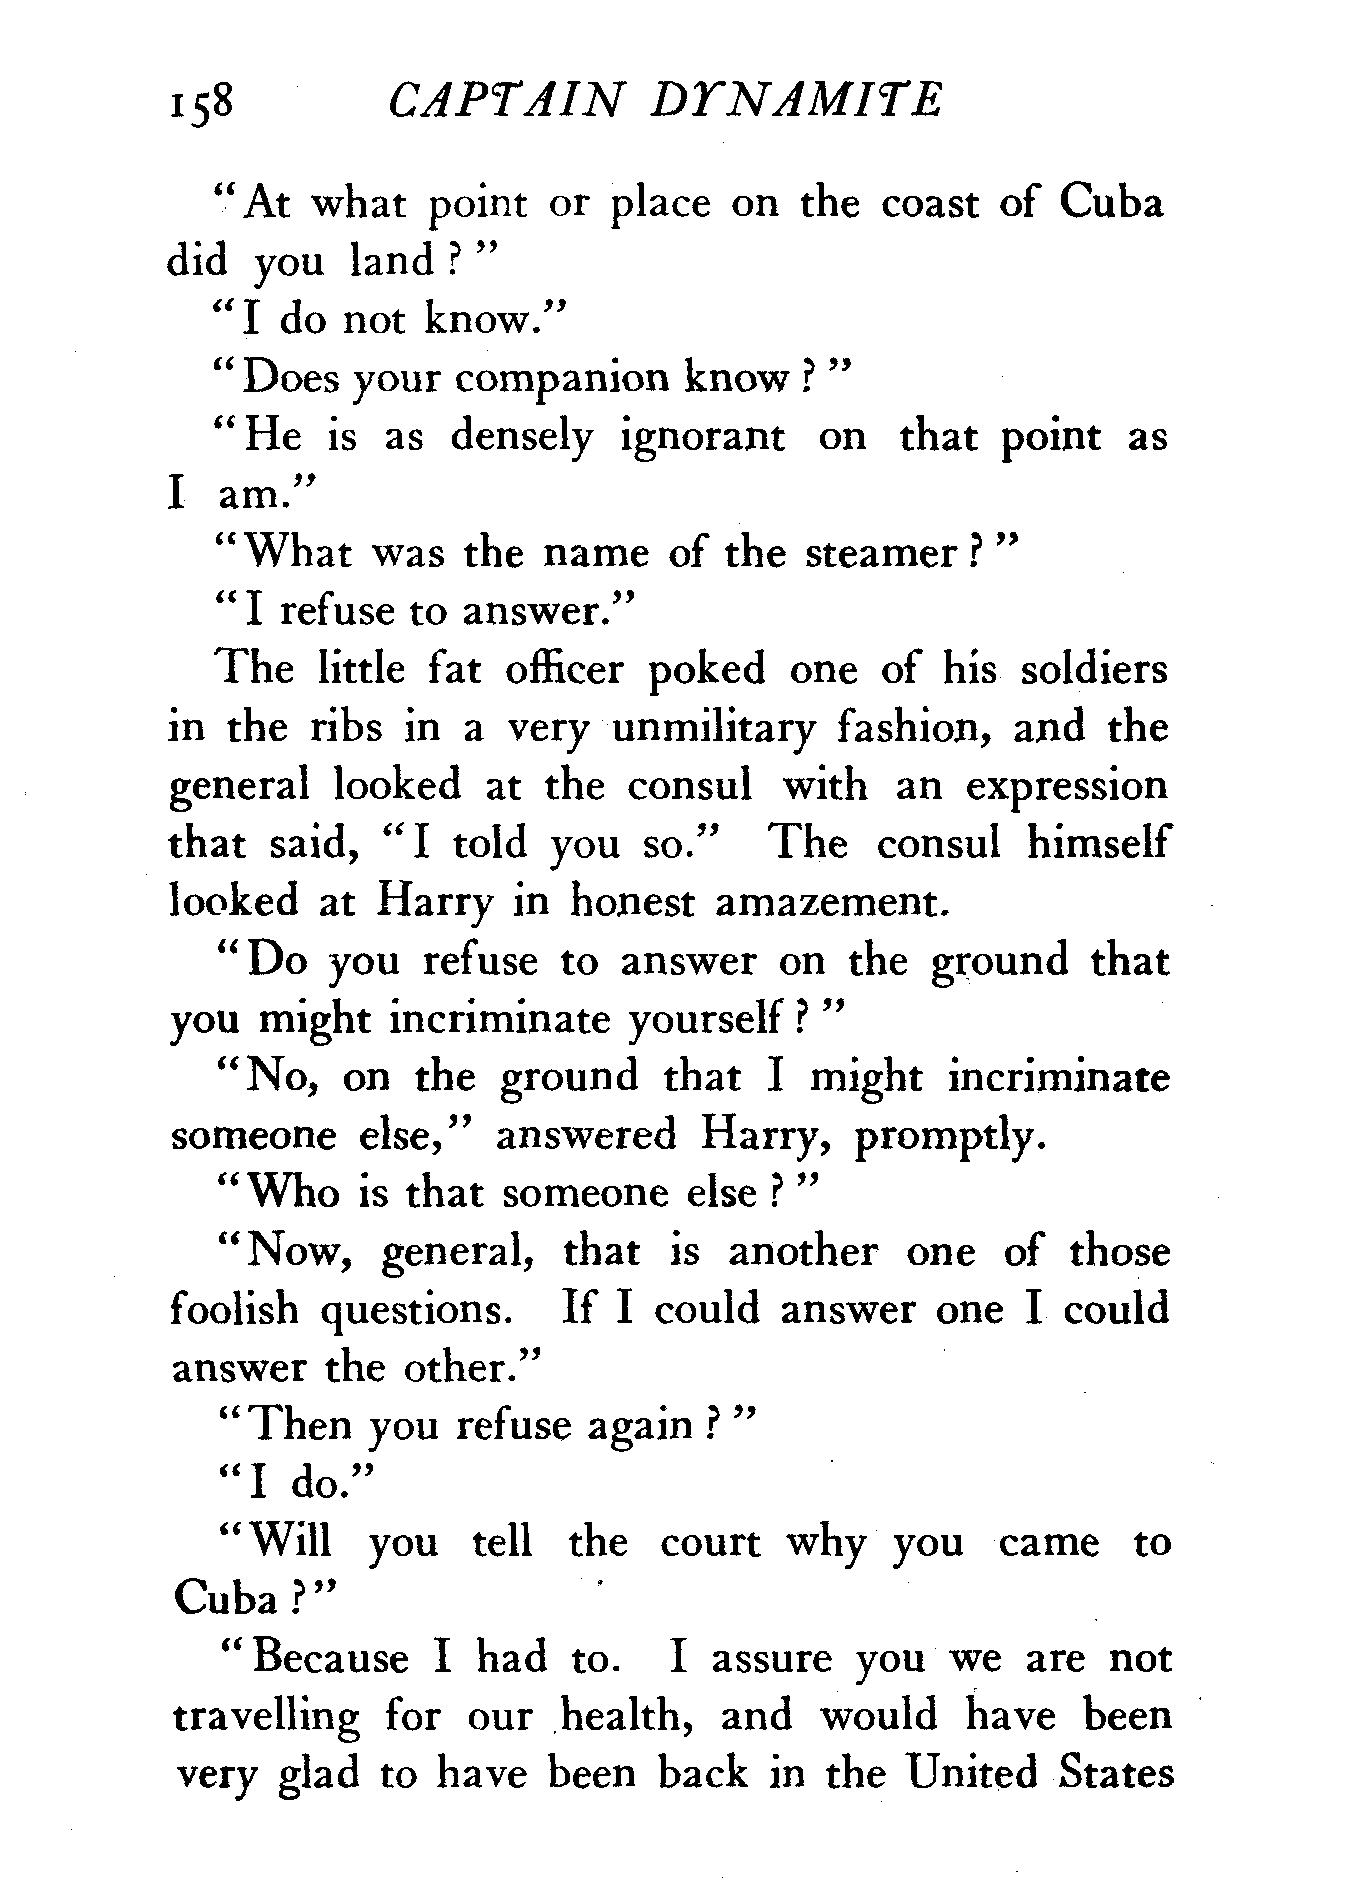 158 CAPTAIN DYNAMITE
"At what point or place on the coast of Cuba
did you land?"
"I do not know."
"Does your companion know?"
"He is as densely ignorant on that point as
I am."
"What was the name of the steamer?"
"I refuse to answer."
The little fat officer poked one of his soldiers
in the ribs in a very unmilitary fashion, and the
general looked at the consul with an expression
that said, "I told you so." The consul himself
looked at Harry in honest amazement.
"Do you refuse to answer on the ground that
you might incriminate yourself?"
"No, on the ground that I might incriminate
someone else," answered Harry, promptly.
"Who is that someone else?"
"Now, general, that is another one of those
foolish questions. If I could answer one I could
answer the other."
"Then you refuse again?"
"I do."
"Will you tell the court why you came to
Cuba?"
"Because I had to. I assure you we are not
travelling for our health, and would have been
very glad to have been back in the United States